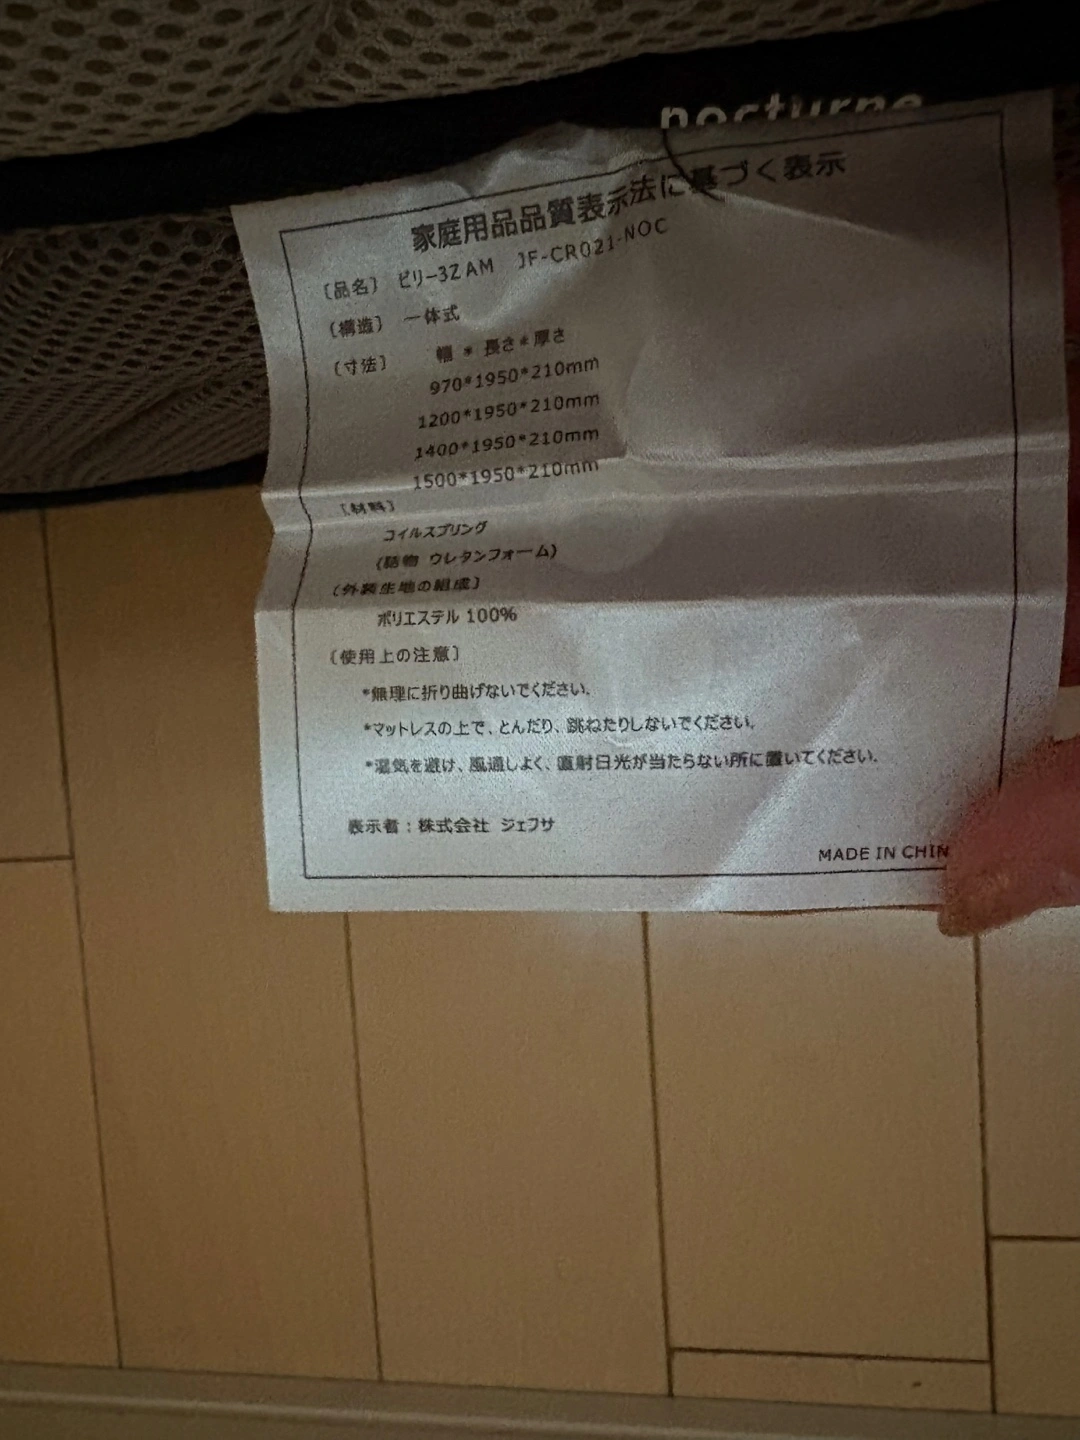 nocturne
家庭用品品質表示法に基づく表示
〔品名〕 ビリー3Z AM JF-CR021-NOC
〔構造〕 一体式
〔寸法〕 幅 * 長さ * 厚さ
970*1950*210mm
1200*1950*210mm
1400*1950*210mm
1500*1950*210mm
〔材料〕
コイルスプリング
(詰物 ウレタンフォーム)
〔外装生地の組成〕
ポリエステル 100%
〔使用上の注意〕
*無理に折り曲げないでください。
*マットレスの上で、とんだり、跳ねたりしないでください。
*湿気を避け、風通しよく、直射日光が当たらない所に置いてください。
表示者：株式会社 ジェフサ
MADE IN CHIN